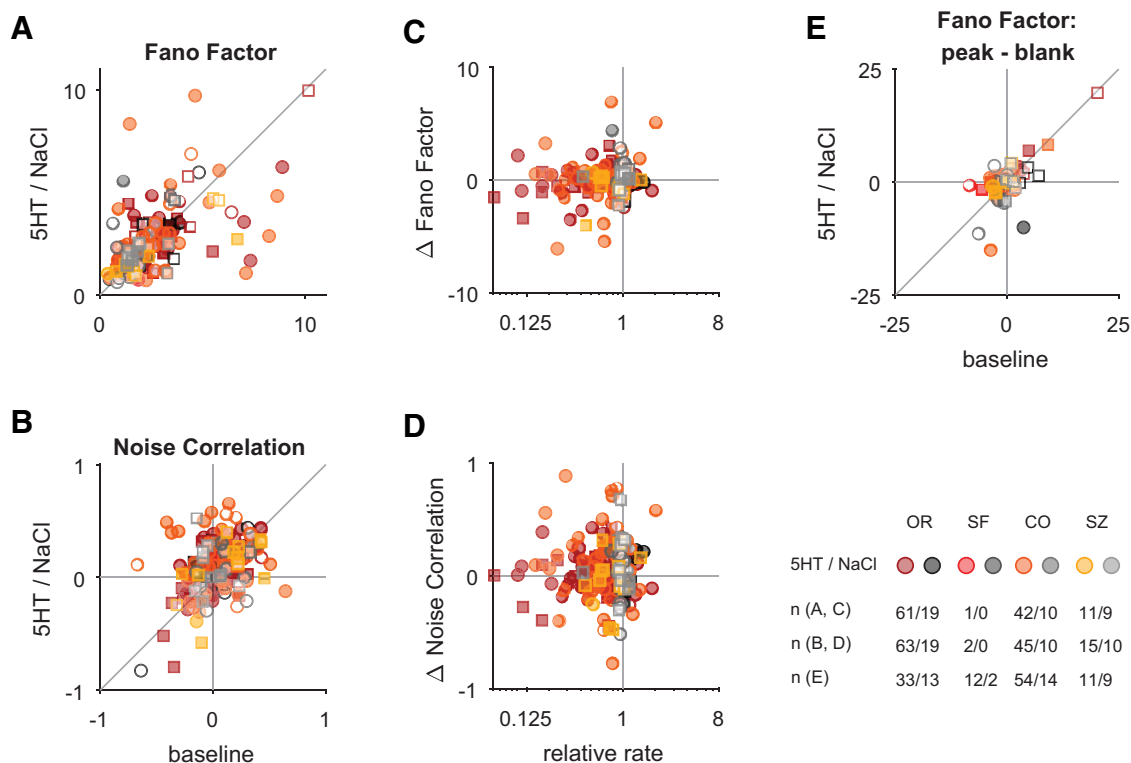 A
Fano Factor
5HT / NaCl
10
0
0
10
B
Noise Correlation
5HT / NaCl
1
0
-1
-1
0
1
baseline
C
Δ Fano Factor
10
0
-10
0.125
1
8
D
Δ Noise Correlation
1
0
-1
0.125
1
8
relative rate
E
Fano Factor:
peak - blank
5HT / NaCl
25
0
-25
-25
0
25
baseline
OR SF CO SZ
5HT / NaCl
n (A, C) 61/19 1/0 42/10 11/9
n (B, D) 63/19 2/0 45/10 15/10
n (E) 33/13 12/2 54/14 11/9